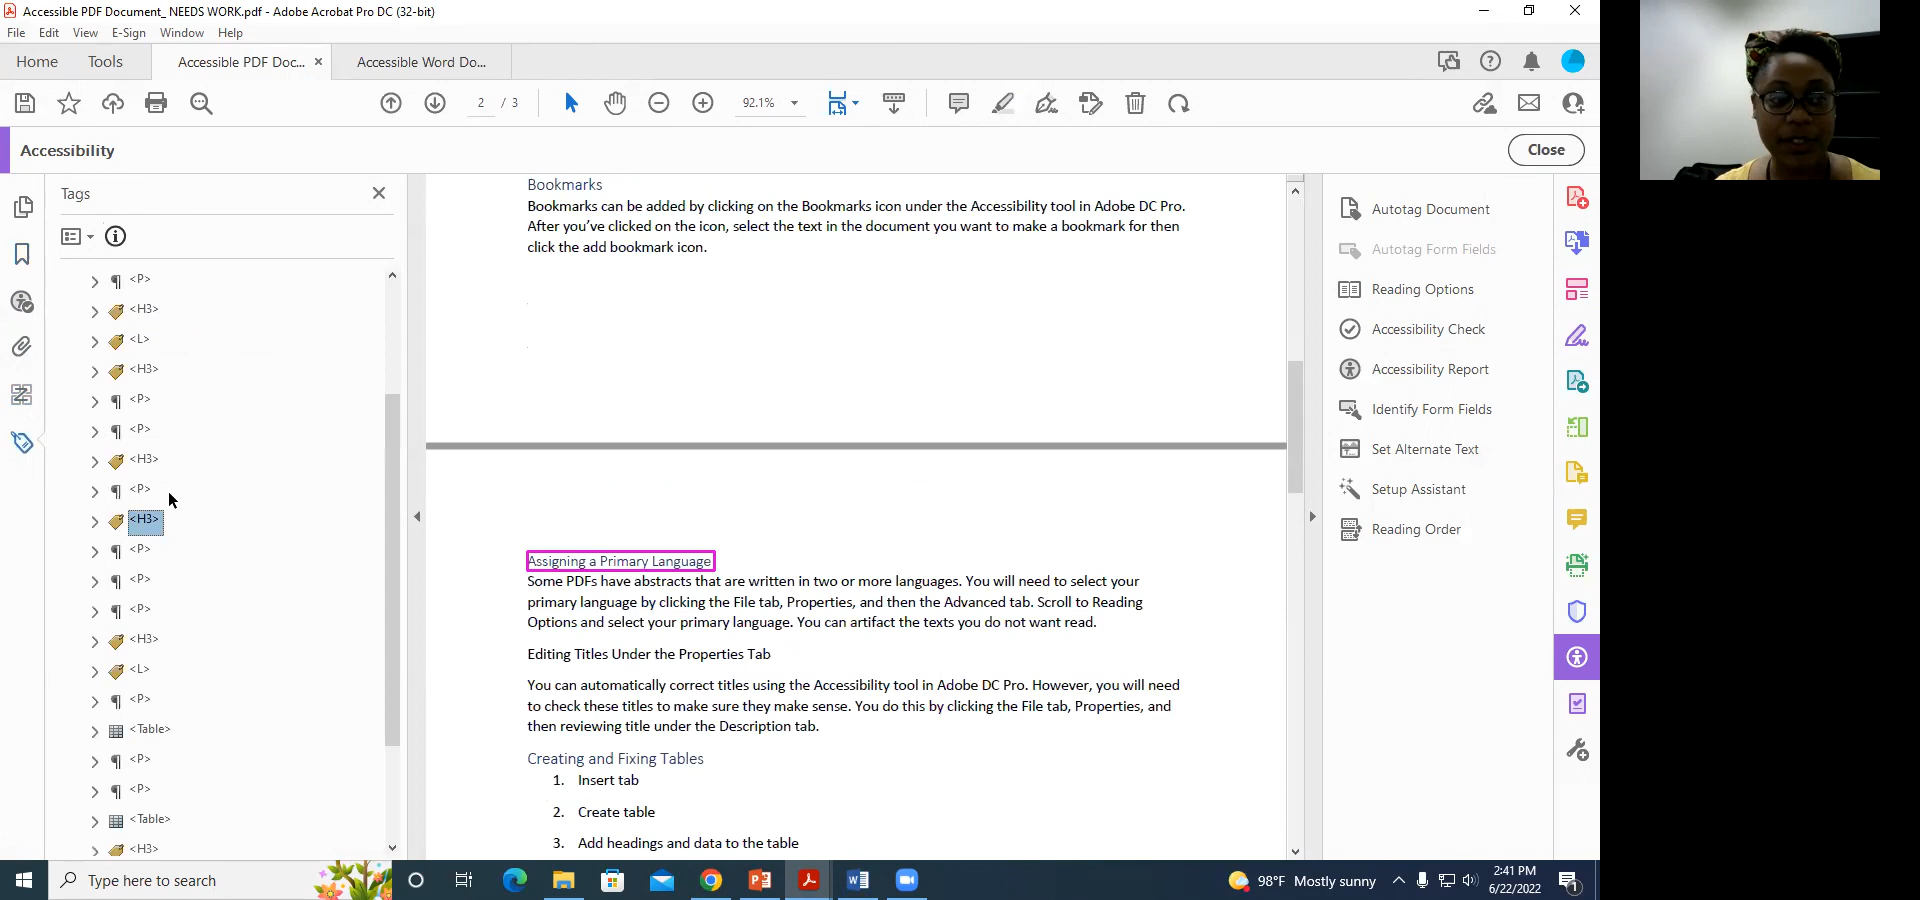 Accessible PDF Document_ NEEDS WORK.pdf - Adobe Acrobat Pro DC (32-bit)
File Edit View E-Sign Window Help
Home Tools Accessible PDF Doc... × Accessible Word Do...
2 / 3 92.1%
Accessibility Close
Tags
<P>
<H3>
<L>
<H3>
<P>
<P>
<H3>
<P>
<H3>
<P>
<P>
<P>
<H3>
<L>
<P>
<Table>
<P>
<P>
<Table>
<H3>
Bookmarks
Bookmarks can be added by clicking on the Bookmarks icon under the Accessibility tool in Adobe DC Pro.
After you’ve clicked on the icon, select the text in the document you want to make a bookmark for then
click the add bookmark icon.
Assigning a Primary Language
Some PDFs have abstracts that are written in two or more languages. You will need to select your
primary language by clicking the File tab, Properties, and then the Advanced tab. Scroll to Reading
Options and select your primary language. You can artifact the texts you do not want read.
Editing Titles Under the Properties Tab
You can automatically correct titles using the Accessibility tool in Adobe DC Pro. However, you will need
to check these titles to make sure they make sense. You do this by clicking the File tab, Properties, and
then reviewing title under the Description tab.
Creating and Fixing Tables
1. Insert tab
2. Create table
3. Add headings and data to the table
Autotag Document
Autotag Form Fields
Reading Options
Accessibility Check
Accessibility Report
Identify Form Fields
Set Alternate Text
Setup Assistant
Reading Order
Type here to search
98°F Mostly sunny
2:41 PM
6/22/2022
1